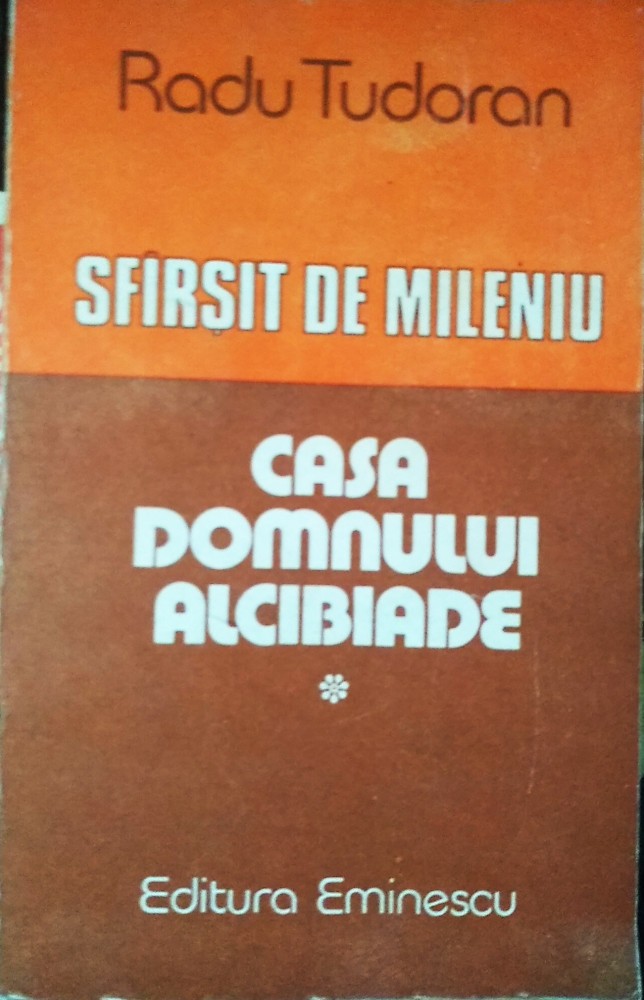 Radu Tudoran
SFÎRȘIT DE MILENIU
CASA
DOMNULUI
ALCIBIADE
*
Editura Eminescu